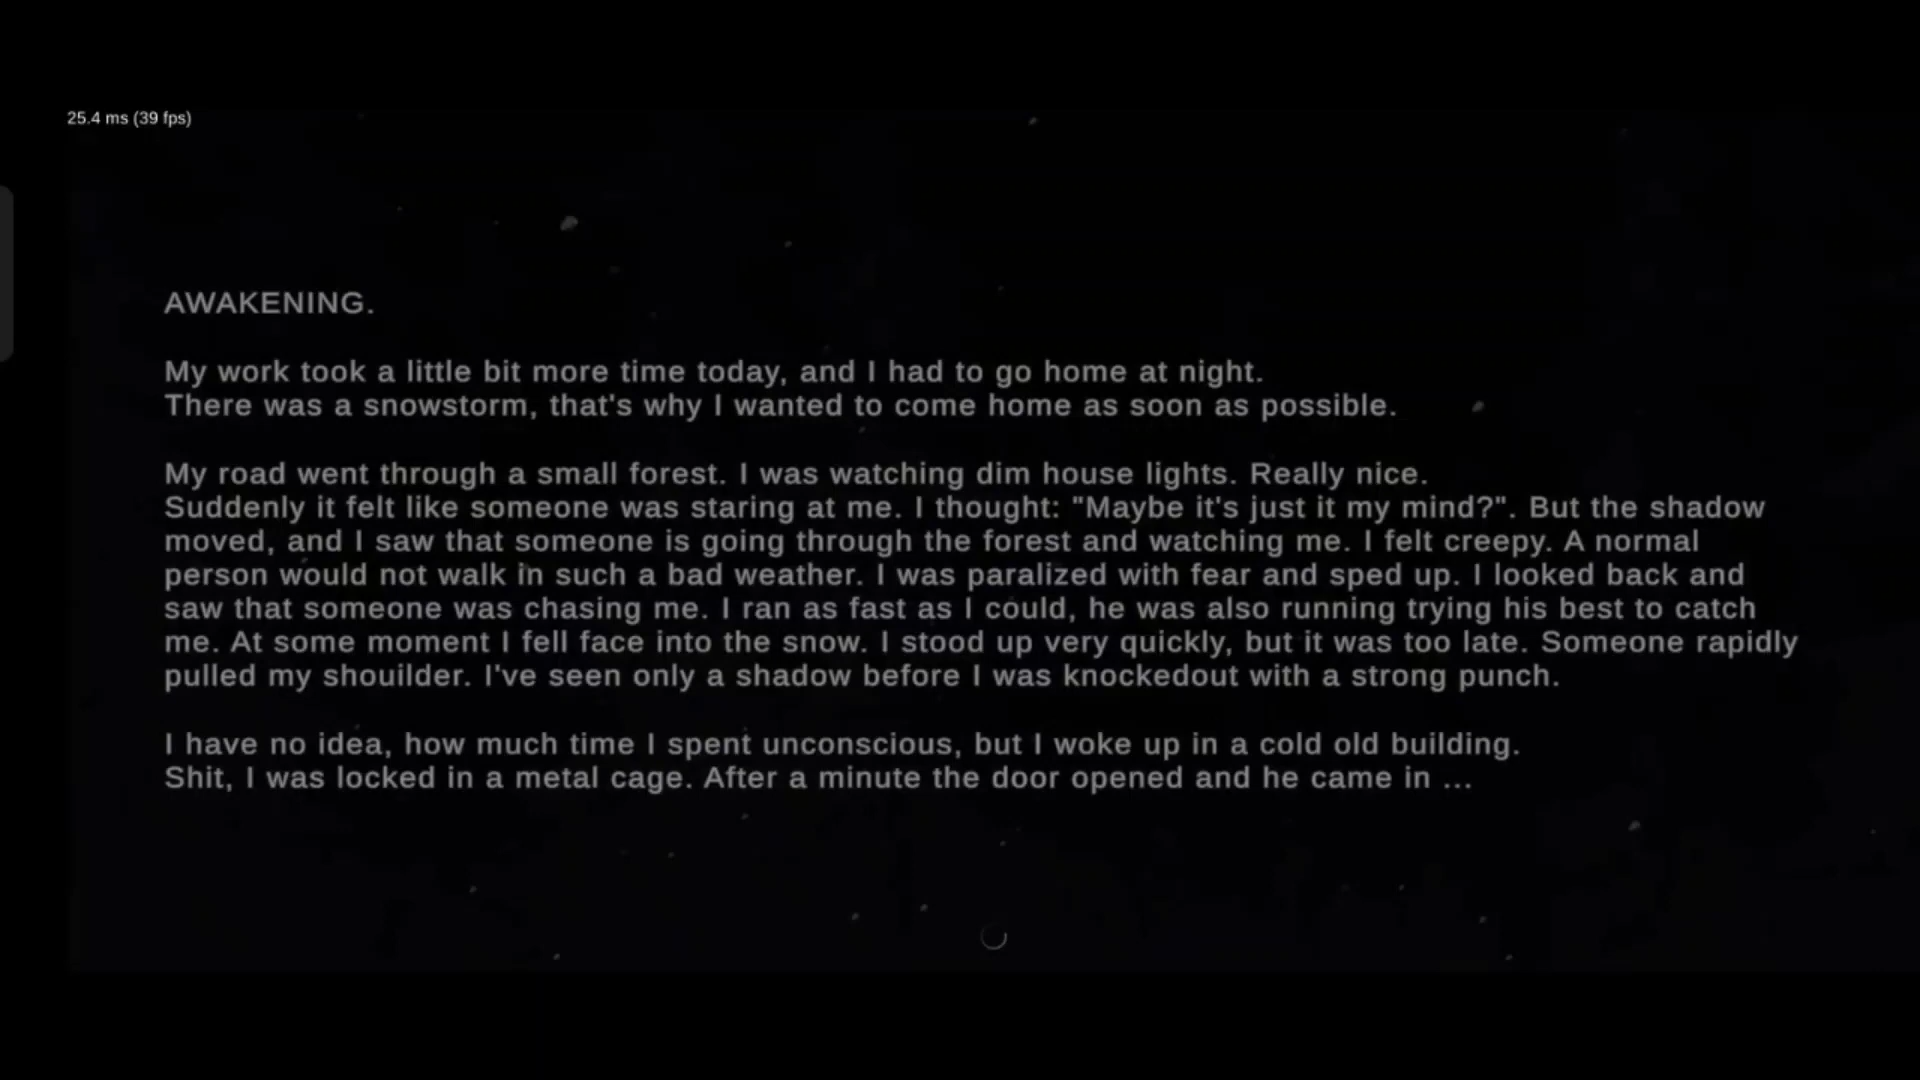 25.4 ms (39 fps)
AWAKENING.
My work took a little bit more time today, and I had to go home at night.
There was a snowstorm, that's why I wanted to come home as soon as possible.
My road went through a small forest. I was watching dim house lights. Really nice.
Suddenly it felt like someone was staring at me. I thought: "Maybe it's just it my mind?". But the shadow
moved, and I saw that someone is going through the forest and watching me. I felt creepy. A normal
person would not walk in such a bad weather. I was paralized with fear and sped up. I looked back and
saw that someone was chasing me. I ran as fast as I could, he was also running trying his best to catch
me. At some moment I fell face into the snow. I stood up very quickly, but it was too late. Someone rapidly
pulled my shouilder. I've seen only a shadow before I was knockedout with a strong punch.
I have no idea, how much time I spent unconscious, but I woke up in a cold old building.
Shit, I was locked in a metal cage. After a minute the door opened and he came in ...